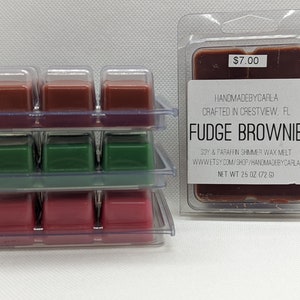 $7.00
HANDMADEBYCARLA
CRAFTED IN CRESTVIEW, FL
FUDGE BROWNIE
SOY & PARAFFIN SHIMMER WAX MELT
WWW.ETSY.COM/SHOP/HANDMADEBYCARLA
NET WT 2.5 OZ (72 G)